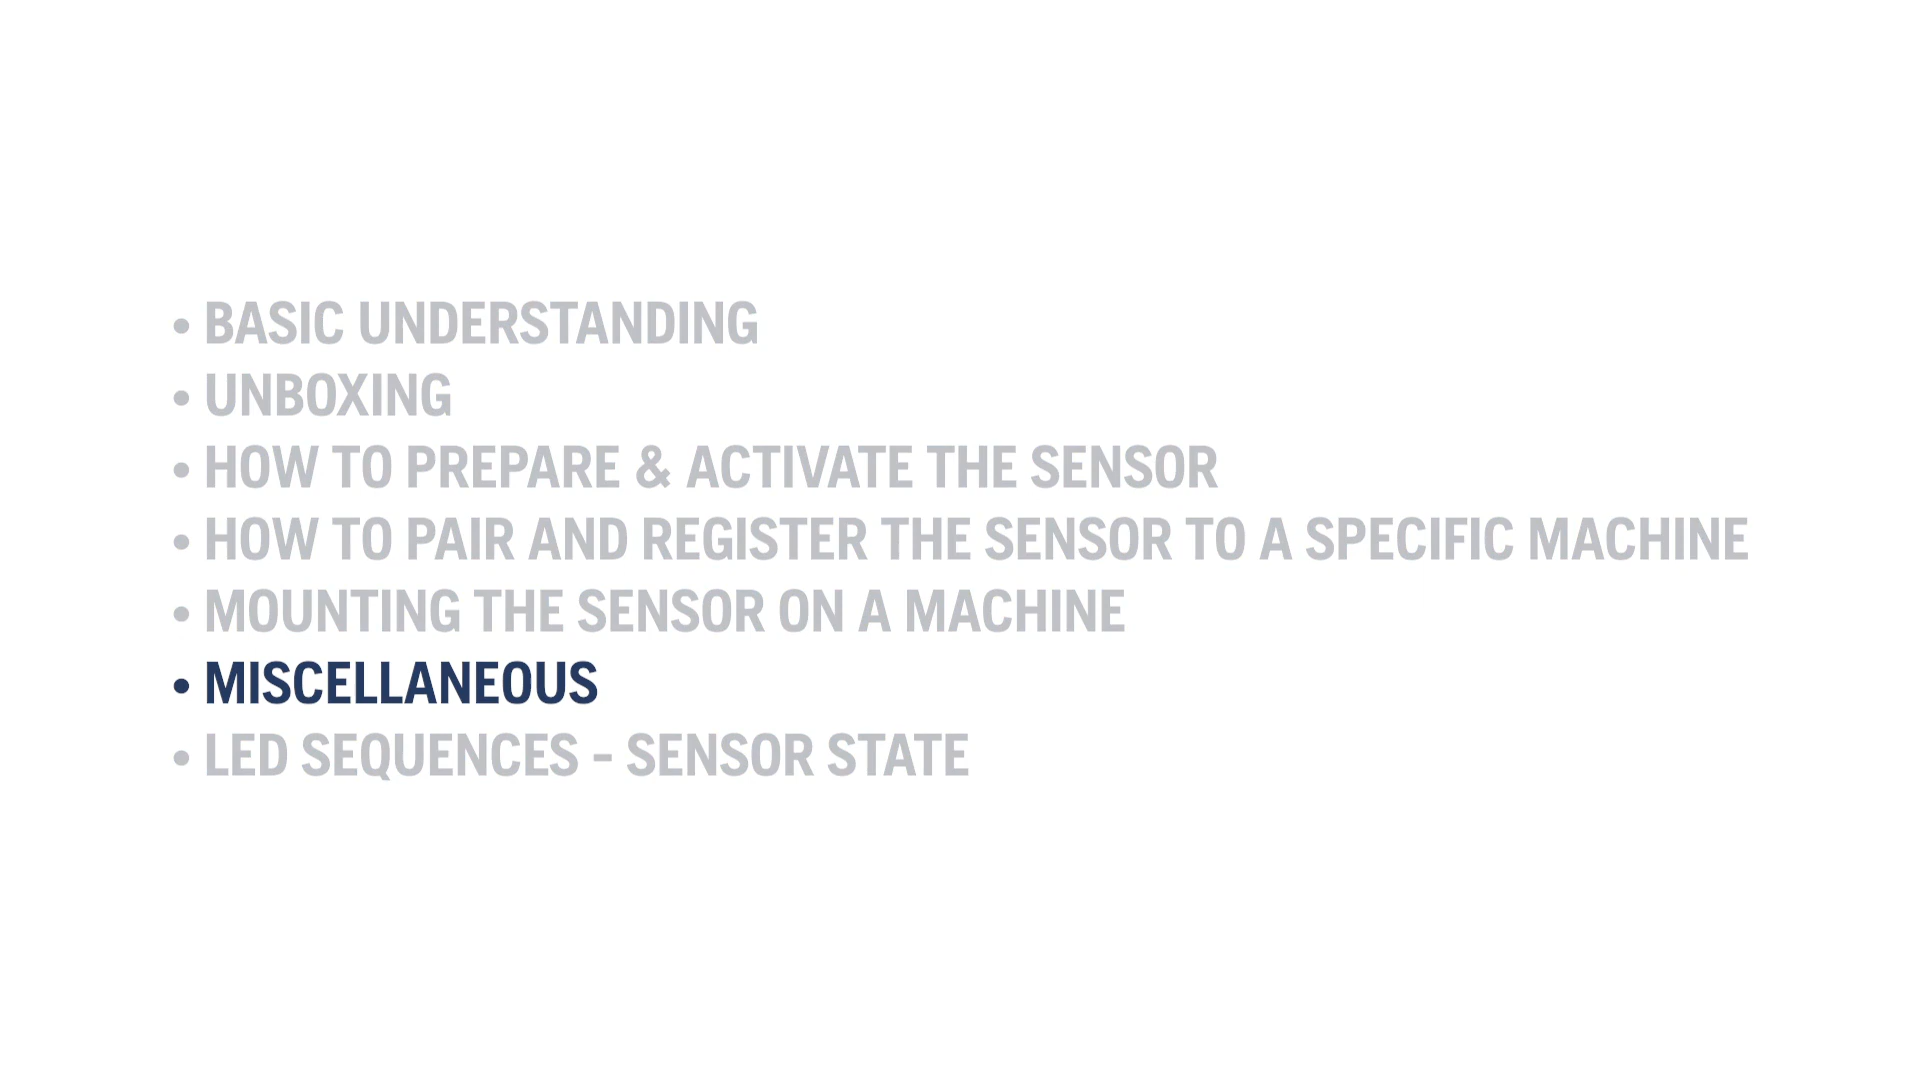 • BASIC UNDERSTANDING
• UNBOXING
• HOW TO PREPARE & ACTIVATE THE SENSOR
• HOW TO PAIR AND REGISTER THE SENSOR TO A SPECIFIC MACHINE
• MOUNTING THE SENSOR ON A MACHINE
• MISCELLANEOUS
• LED SEQUENCES – SENSOR STATE